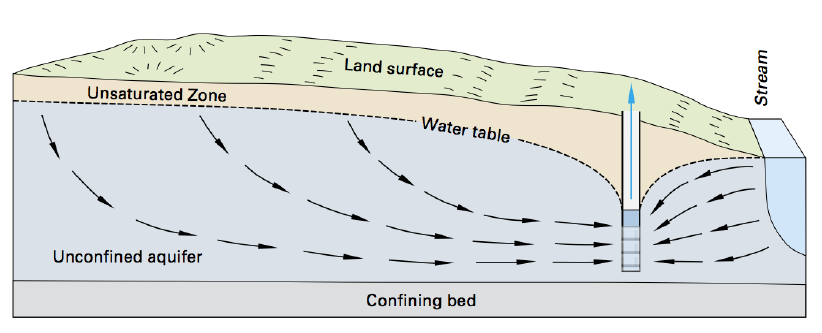 Land surface
Stream
Unsaturated Zone
Water table
Unconfined aquifer
Confining bed